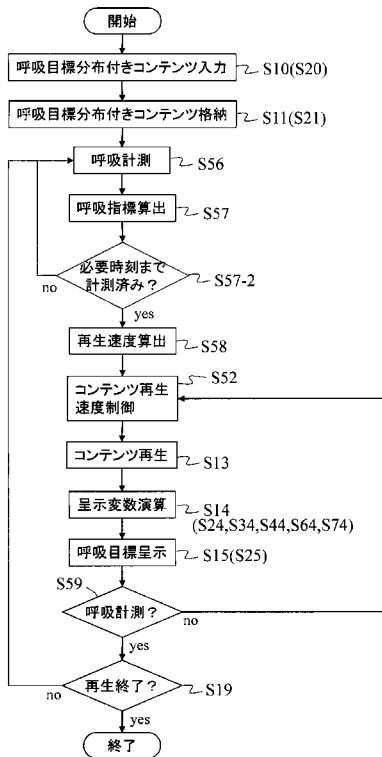 開始
呼吸目標分布付きコンテンツ入力
S10(S20)
呼吸目標分布付きコンテンツ格納
S11(S21)
呼吸計測
S56
呼吸指標算出
S57
必要時刻まで
計測済み？
S57-2
no
yes
再生速度算出
S58
S52
コンテンツ再生
速度制御
コンテンツ再生
S13
呈示変数演算
S14
(S24,S34,S44,S64,S74)
呼吸目標呈示
S15(S25)
S59
呼吸計測？
no
yes
再生終了？
S19
no
yes
終了